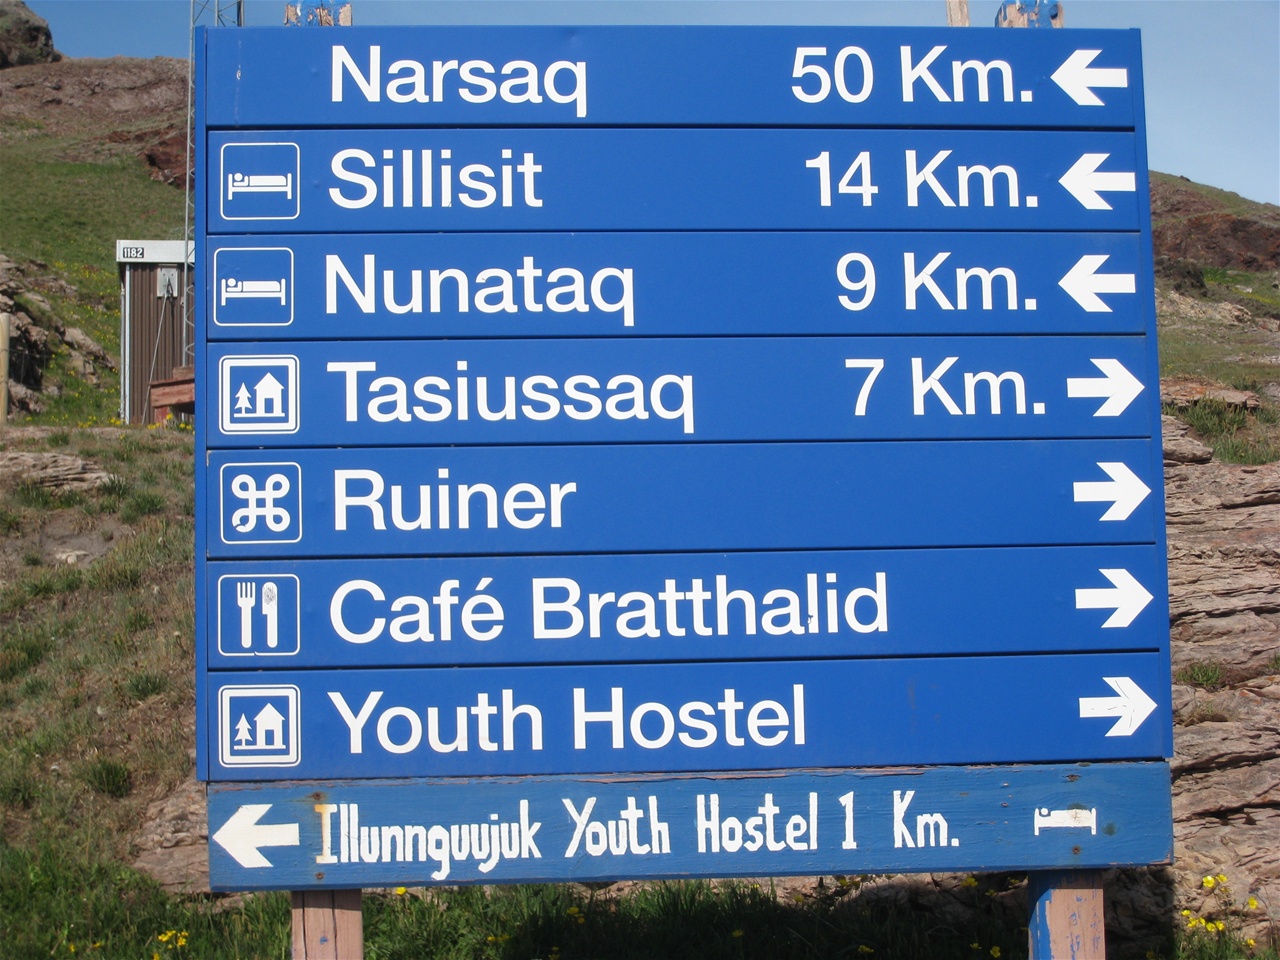 Narsaq 50 Km.
Sillisit 14 Km.
Nunataq 9 Km.
Tasiussaq 7 Km.
Ruiner
Café Bratthalid
Youth Hostel
Illunnguujuk Youth Hostel 1 Km.
1182